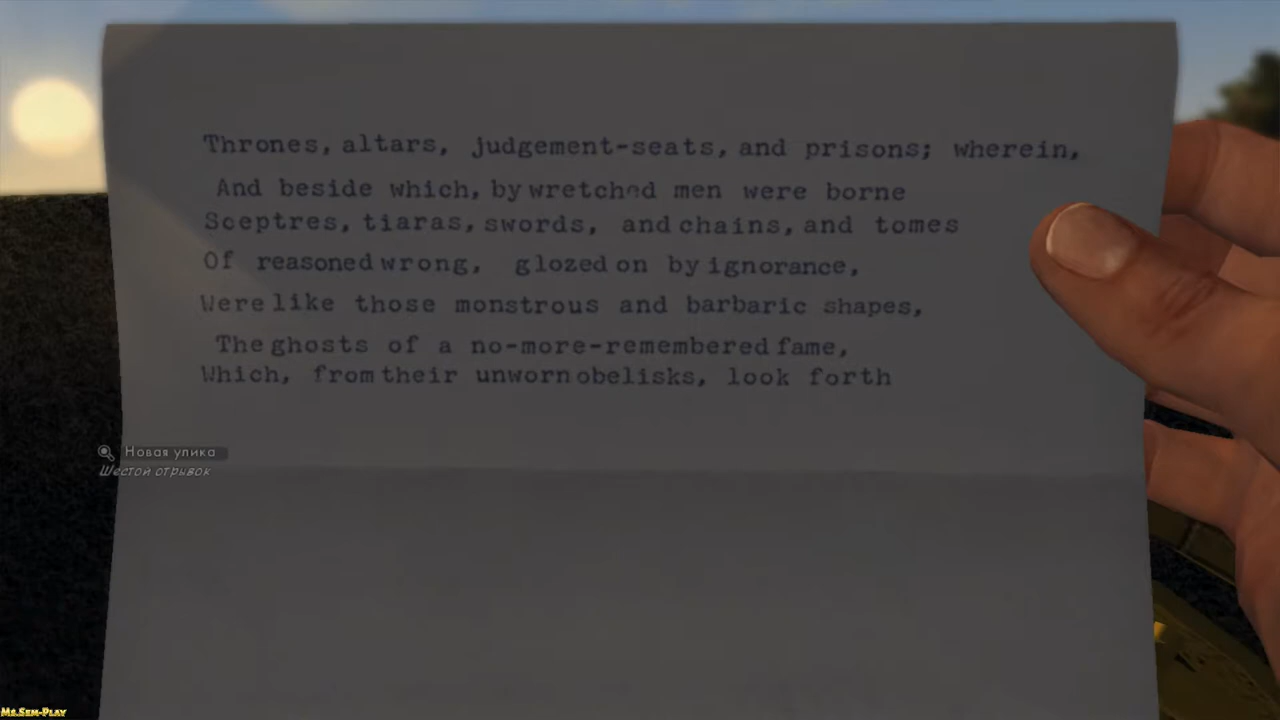 Thrones, altars, judgement-seats, and prisons; wherein,
And beside which, by wretched men were borne
Sceptres, tiaras, swords, and chains, and tomes
Of reasoned wrong, glozed on by ignorance,
Were like those monstrous and barbaric shapes,
The ghosts of a no-more-remembered fame,
Which, from their unworn obelisks, look forth
Новая улика
Шестой отрывок
Ms.Sem-Play